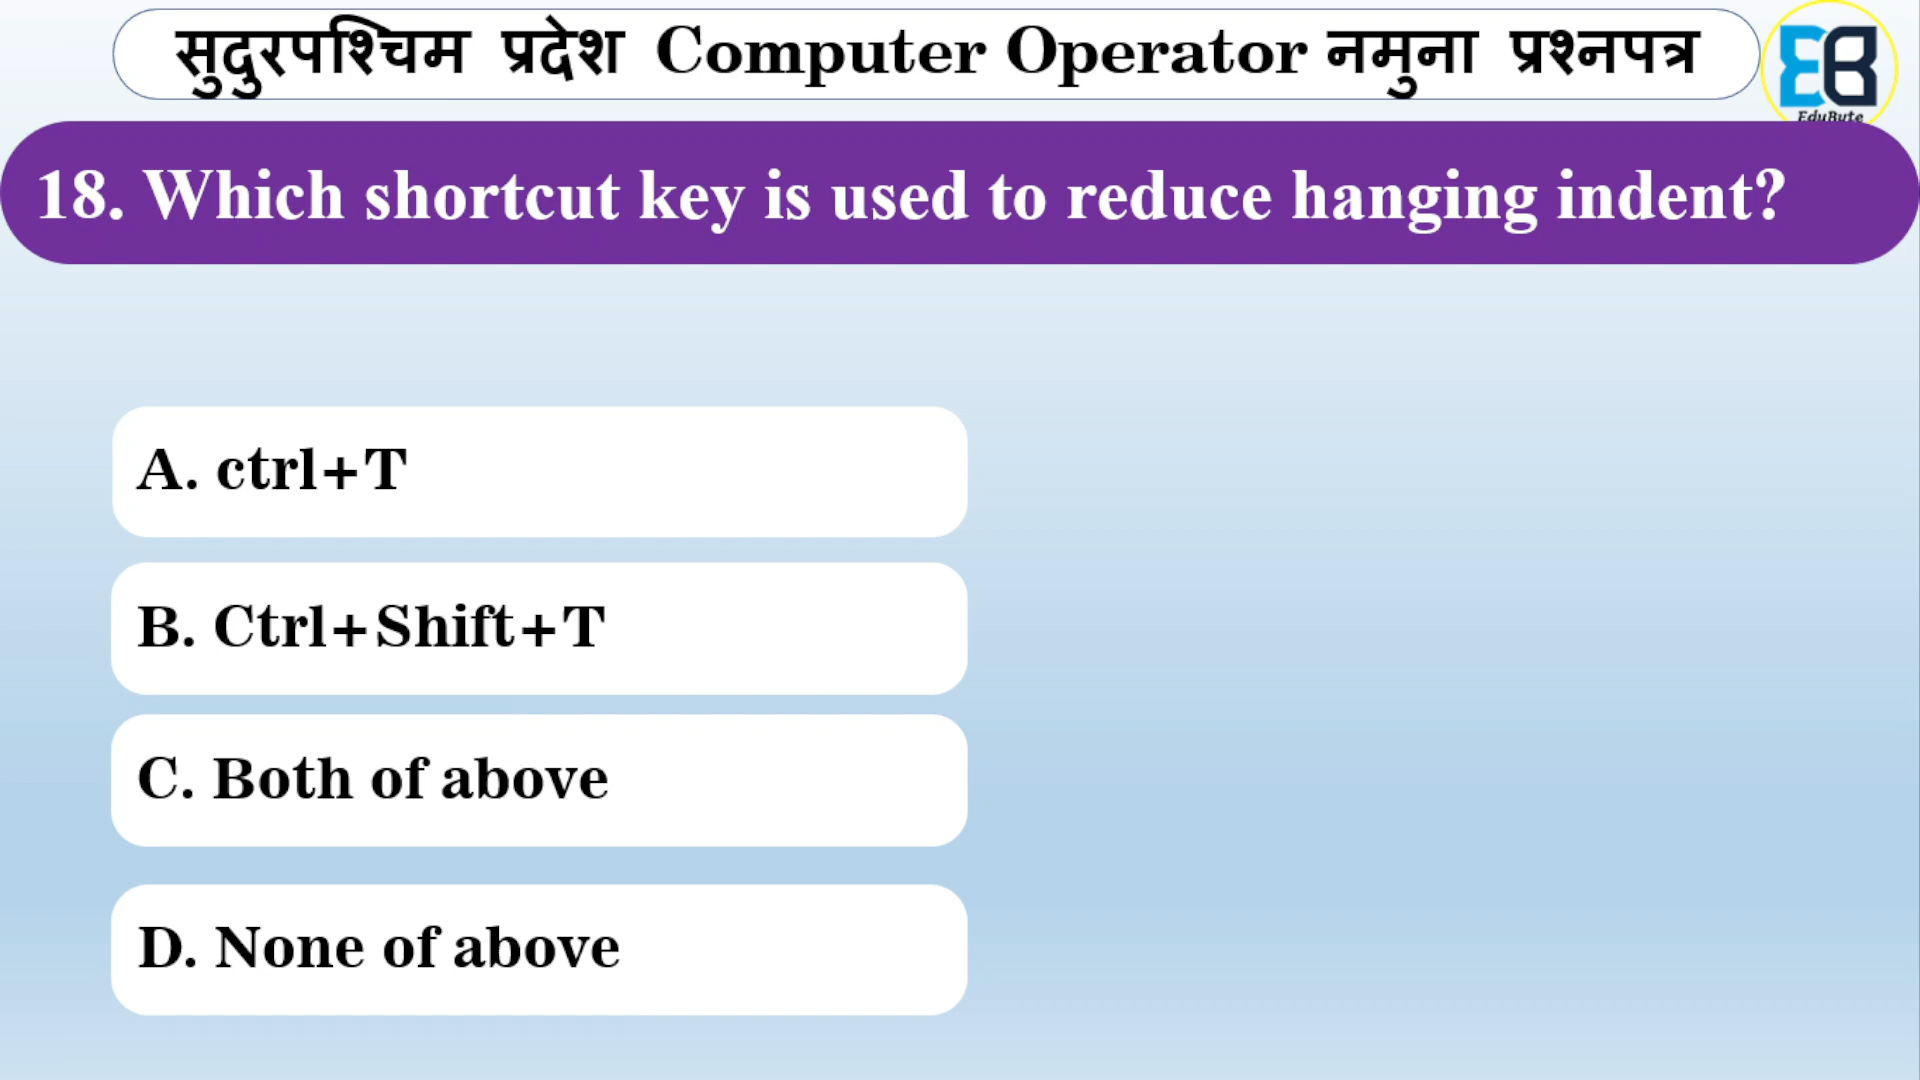 सुदुरपश्चिम प्रदेश Computer Operator नमुना प्रश्नपत्र
EduByte
18. Which shortcut key is used to reduce hanging indent?
A. ctrl+T
B. Ctrl+Shift+T
C. Both of above
D. None of above